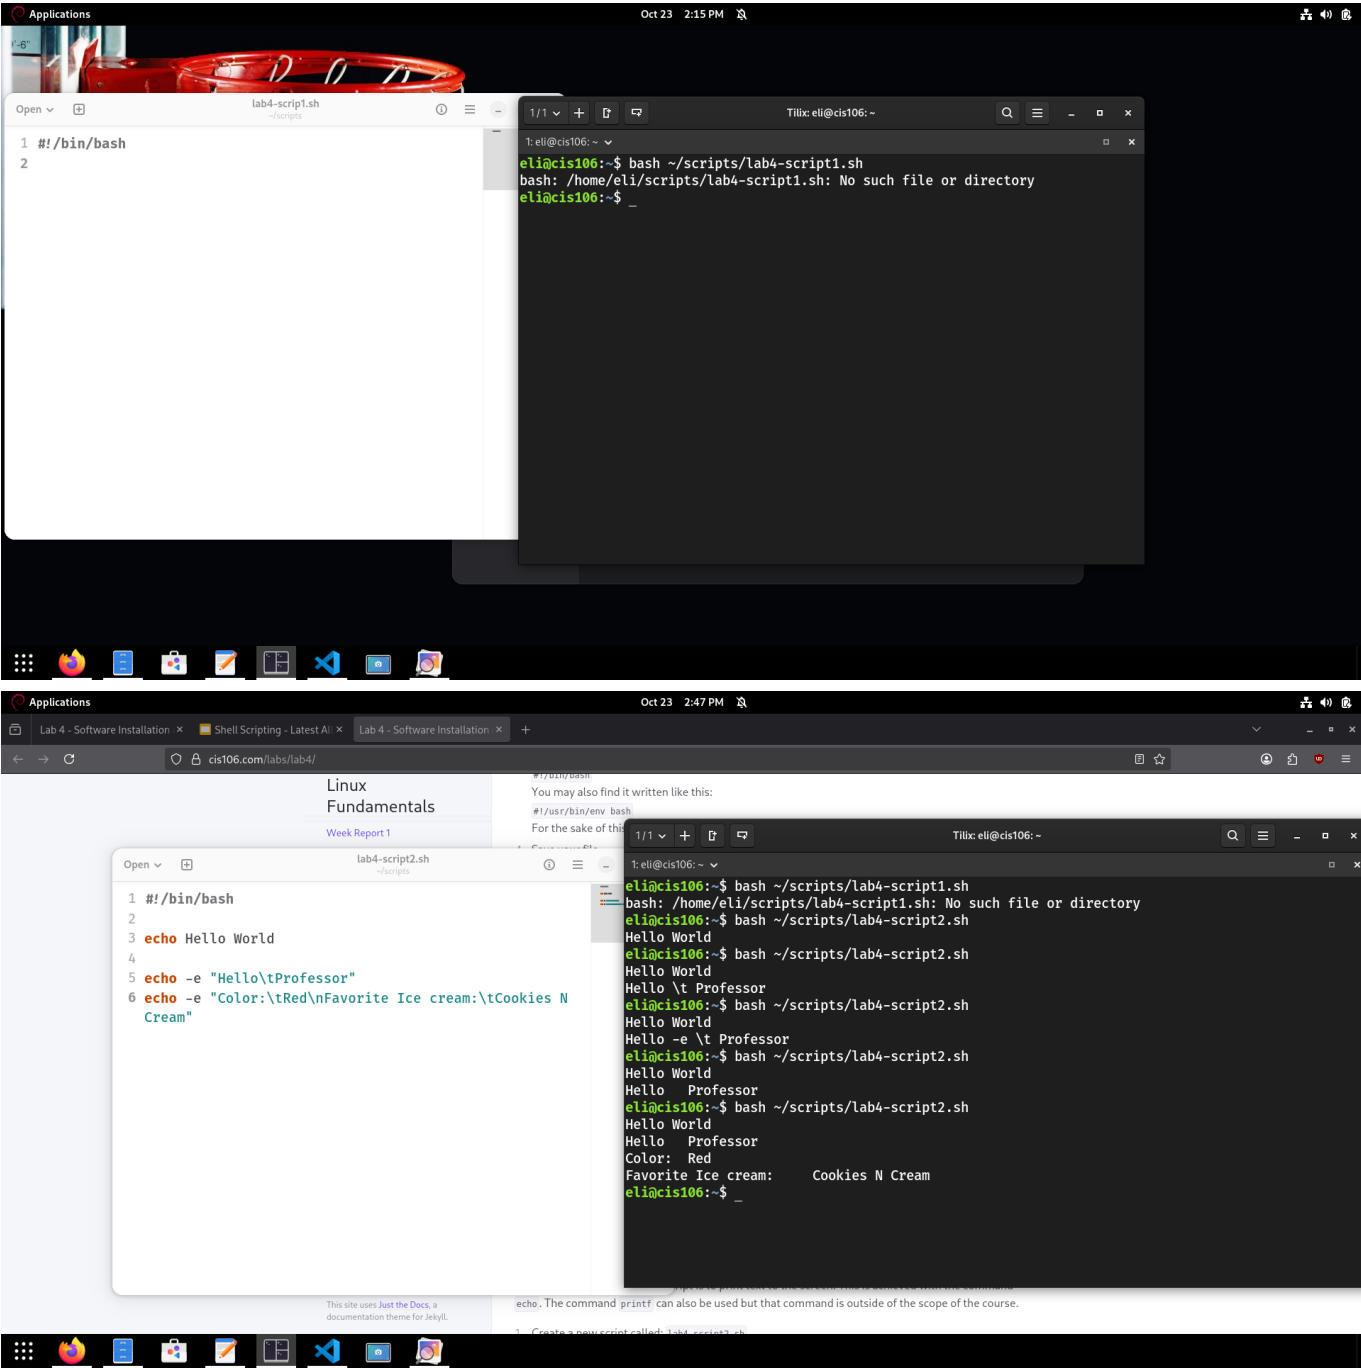 Applications
Oct 23 2:15 PM
Open
lab4-scrip1.sh
~/scripts
1 #!/bin/bash
2
1/1
Tilix: eli@cis106: ~
1: eli@cis106: ~
eli@cis106:~$ bash ~/scripts/lab4-script1.sh
bash: /home/eli/scripts/lab4-script1.sh: No such file or directory
eli@cis106:~$ _
Applications
Oct 23 2:47 PM
Lab 4 - Software Installation
Shell Scripting - Latest Al
Lab 4 - Software Installation
cis106.com/labs/lab4/
Linux
Fundamentals
Week Report 1
#!/bin/bash
You may also find it written like this:
#!/usr/bin/env bash
For the sake of this
Open
lab4-script2.sh
~/scripts
1 #!/bin/bash
2
3 echo Hello World
4
5 echo -e "Hello\tProfessor"
6 echo -e "Color:\tRed\nFavorite Ice cream:\tCookies N
Cream"
1/1
Tilix: eli@cis106: ~
1: eli@cis106: ~
eli@cis106:~$ bash ~/scripts/lab4-script1.sh
bash: /home/eli/scripts/lab4-script1.sh: No such file or directory
eli@cis106:~$ bash ~/scripts/lab4-script2.sh
Hello World
eli@cis106:~$ bash ~/scripts/lab4-script2.sh
Hello World
Hello \t Professor
eli@cis106:~$ bash ~/scripts/lab4-script2.sh
Hello World
Hello -e \t Professor
eli@cis106:~$ bash ~/scripts/lab4-script2.sh
Hello World
Hello Professor
eli@cis106:~$ bash ~/scripts/lab4-script2.sh
Hello World
Hello Professor
Color: Red
Favorite Ice cream: Cookies N Cream
eli@cis106:~$ _
This site uses Just the Docs, a
documentation theme for Jekyll.
echo. The command printf can also be used but that command is outside of the scope of the course.
1. Create a new script called: lab4-script2.sh